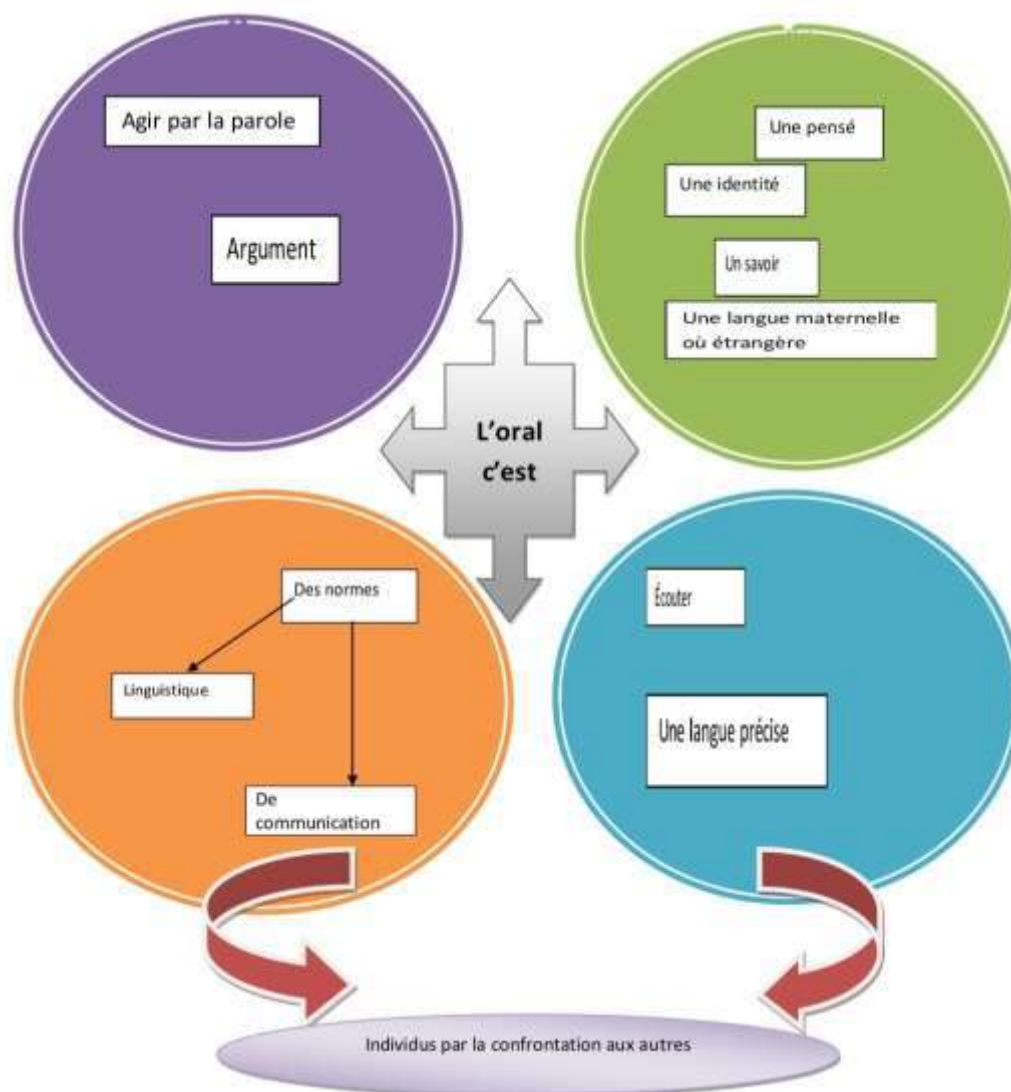 Agir par la parole
Argument
Une pensé
Une identité
Un savoir
Une langue maternelle
où étrangère
L'oral
c'est
Des normes
Linguistique
De
communication
Écouter
Une langue précise
Individus par la confrontation aux autres